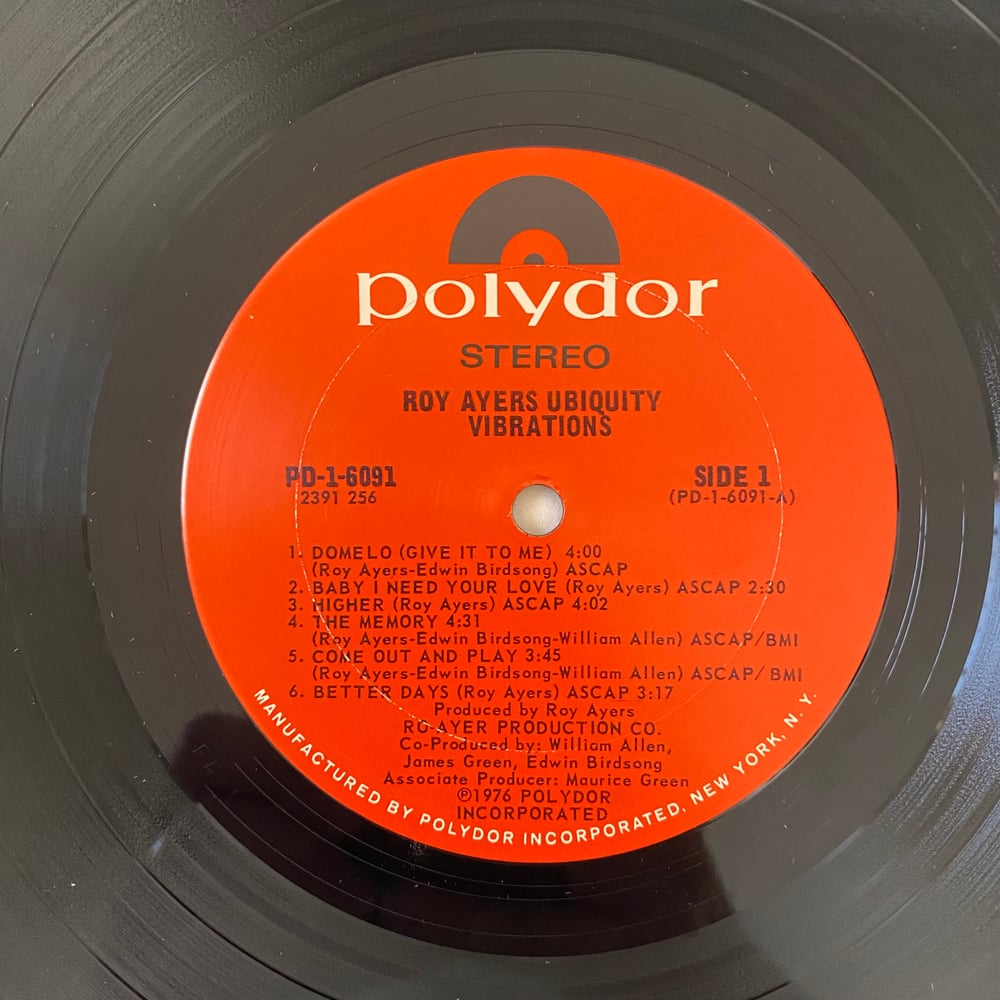 polydor
STEREO
ROY AYERS UBIQUITY
VIBRATIONS
PD-1-6091
2391 256
SIDE 1
(PD-1-6091-A)
1. DOMELO (GIVE IT TO ME) 4:00
(Roy Ayers-Edwin Birdsong) ASCAP
2. BABY I NEED YOUR LOVE (Roy Ayers) ASCAP 2:30
3. HIGHER (Roy Ayers) ASCAP 4:02
4. THE MEMORY 4:31
(Roy Ayers-Edwin Birdsong-William Allen) ASCAP/BMI
5. COME OUT AND PLAY 3:45
(Roy Ayers-Edwin Birdsong-William Allen) ASCAP/BMI
6. BETTER DAYS (Roy Ayers) ASCAP 3:17
Produced by Roy Ayers
RO-AYER PRODUCTION CO.
Co-Produced by: William Allen,
James Green, Edwin Birdsong
Associate Producer: Maurice Green
℗1976 POLYDOR
INCORPORATED
MANUFACTURED BY POLYDOR INCORPORATED, NEW YORK, N.Y.